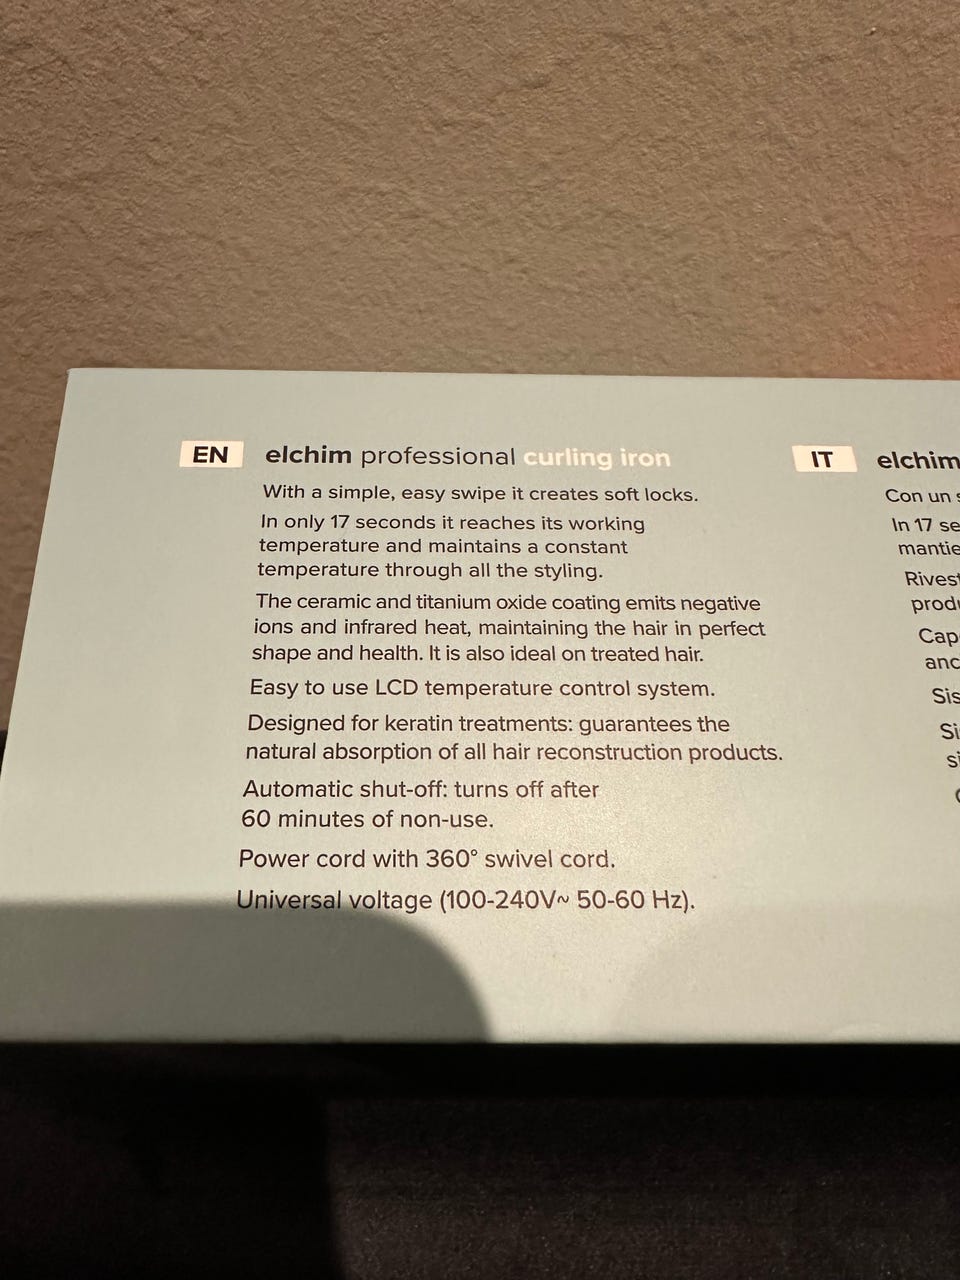 EN elchim professional curling iron
With a simple, easy swipe it creates soft locks.
In only 17 seconds it reaches its working
temperature and maintains a constant
temperature through all the styling.
The ceramic and titanium oxide coating emits negative
ions and infrared heat, maintaining the hair in perfect
shape and health. It is also ideal on treated hair.
Easy to use LCD temperature control system.
Designed for keratin treatments: guarantees the
natural absorption of all hair reconstruction products.
Automatic shut-off: turns off after
60 minutes of non-use.
Power cord with 360° swivel cord.
Universal voltage (100-240V~ 50-60 Hz).
IT elchim
Con un
In 17